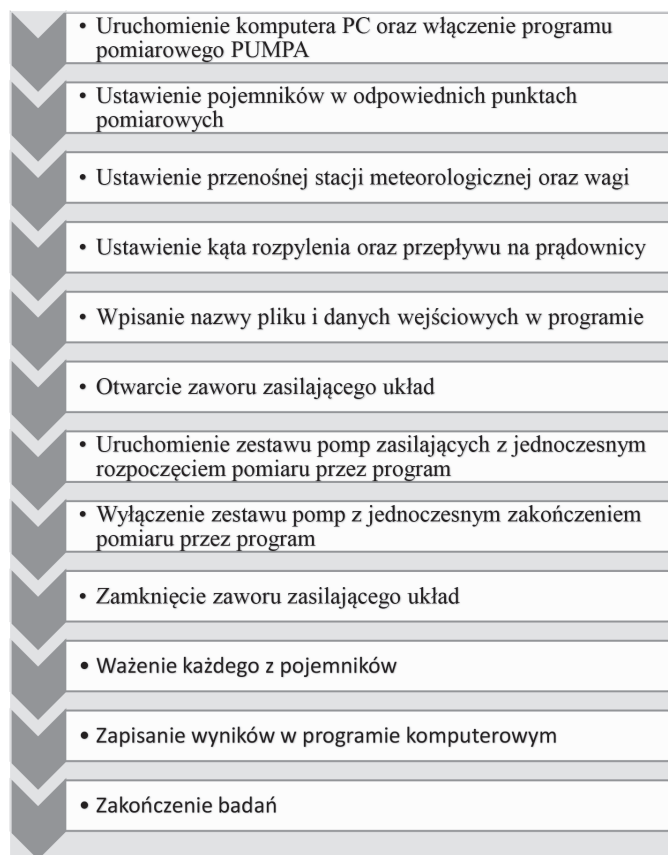 • Uruchomienie komputera PC oraz włączenie programu
pomiarowego PUMPA
• Ustawienie pojemników w odpowiednich punktach
pomiarowych
• Ustawienie przenośnej stacji meteorologicznej oraz wagi
• Ustawienie kąta rozpylenia oraz przepływu na prądownicy
• Wpisanie nazwy pliku i danych wejściowych w programie
• Otwarcie zaworu zasilającego układ
• Uruchomienie zestawu pomp zasilających z jednoczesnym
rozpoczęciem pomiaru przez program
• Wyłączenie zestawu pomp z jednoczesnym zakończeniem
pomiaru przez program
• Zamknięcie zaworu zasilającego układ
• Ważenie każdego z pojemników
• Zapisanie wyników w programie komputerowym
• Zakończenie badań